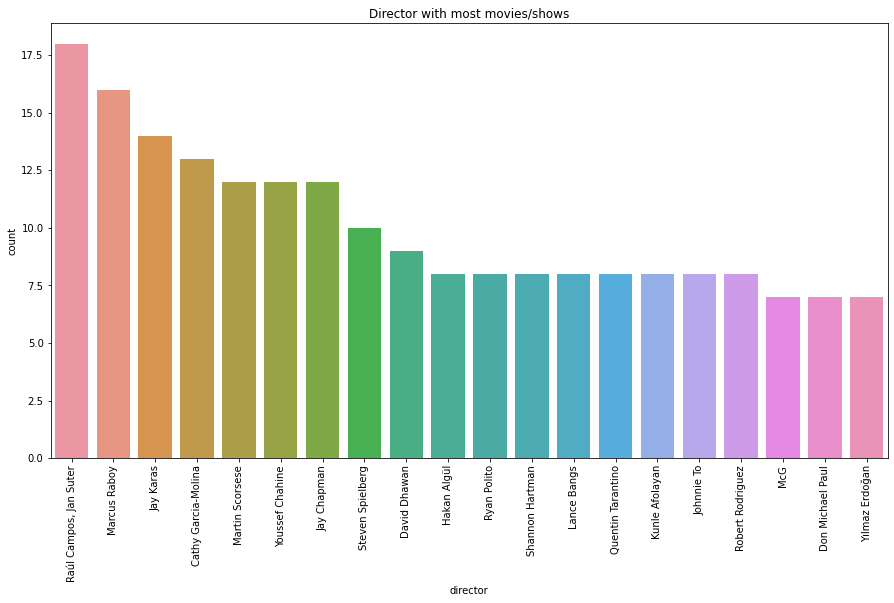 Director with most movies/shows
17.5
15.0
12.5
10.0
7.5
5.0
2.5
0.0
count
Raúl Campos, Jan Suter
Marcus Raboy
Jay Karas
Cathy Garcia-Molina
Martin Scorsese
Youssef Chahine
Jay Chapman
Steven Spielberg
David Dhawan
Hakan Algül
Ryan Polito
Shannon Hartman
Lance Bangs
Quentin Tarantino
Kunle Afolayan
Johnnie To
Robert Rodriguez
McG
Don Michael Paul
Yılmaz Erdoğan
director